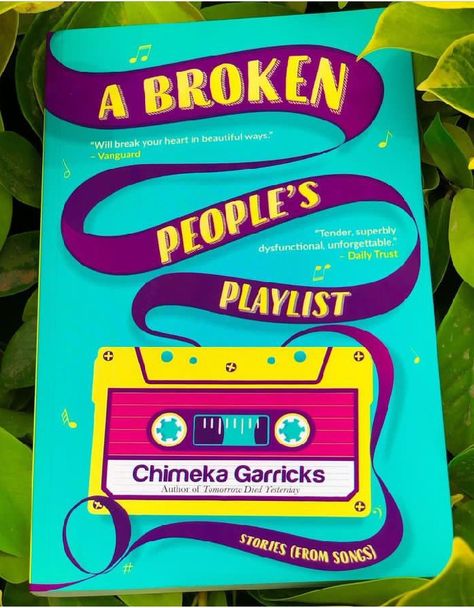 A BROKEN
"Will break your heart in beautiful ways."
– Vanguard
PEOPLE'S
"Tender, superbly
dysfunctional, unforgettable."
– Daily Trust
PLAYLIST
Chimeka Garricks
Author of Tomorrow Died Yesterday
STORIES (FROM SONGS)